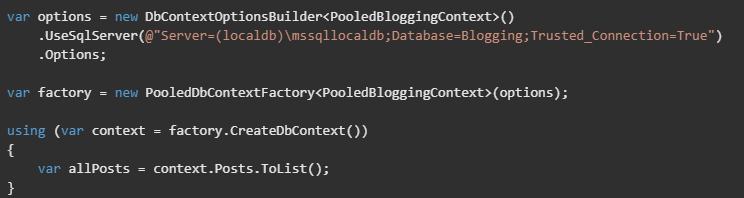 var options = new DbContextOptionsBuilder<PooledBloggingContext>()
    .UseSqlServer(@"Server=(localdb)\mssqllocaldb;Database=Blogging;Trusted_Connection=True")
    .Options;

var factory = new PooledDbContextFactory<PooledBloggingContext>(options);

using (var context = factory.CreateDbContext())
{
    var allPosts = context.Posts.ToList();
}